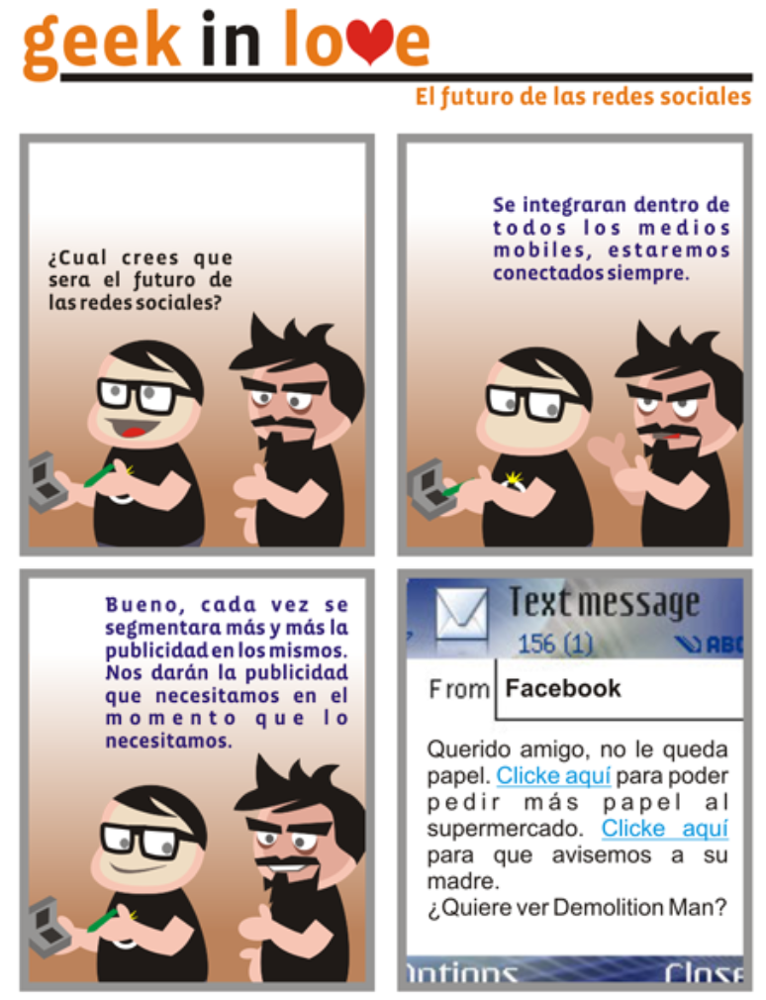 geek in love
El futuro de las redes sociales
¿Cual crees que
sera el futuro de
las redes sociales?
Se integraran dentro de
todos los medios
mobiles, estaremos
conectados siempre.
Bueno, cada vez se
segmentara más y más la
publicidad en los mismos.
Nos darán la publicidad
que necesitamos en el
momento que lo
necesitamos.
Text message
156 (1)
ABC
From Facebook
Querido amigo, no le queda
papel. Clicke aquí para poder
pedir más papel al
supermercado. Clicke aquí
para que avisemos a su
madre.
¿Quiere ver Demolition Man?
Options Close